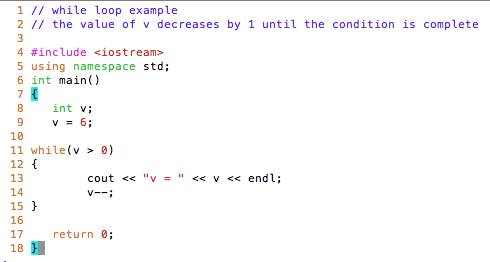 1 // while loop example
2 // the value of v decreases by 1 until the condition is complete
3
4 #include <iostream>
5 using namespace std;
6 int main()
7 {
8    int v;
9    v = 6;
10
11 while(v > 0)
12 {
13         cout << "v = " << v << endl;
14         v--;
15 }
16
17    return 0;
18 }